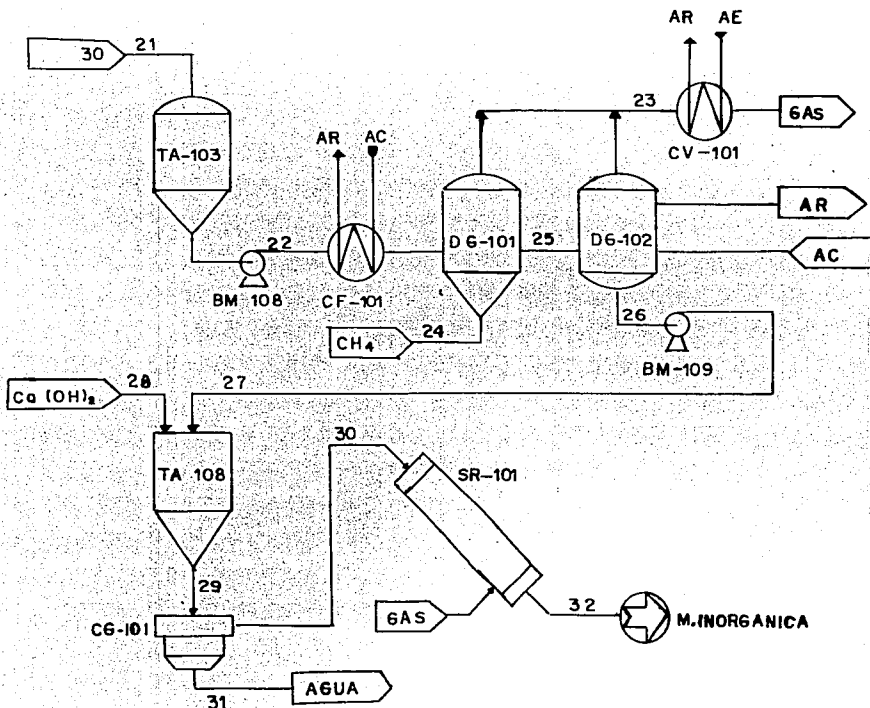 30
21
TA-103
22
BM-108
AR
AC
CF-101
DG-101
25
DG-102
23
AR
AE
CV-101
GAS
AR
AC
CH₄
24
26
BM-109
Ca (OH)₂
28
27
TA 108
29
CG-101
30
SR-101
GAS
32
M.INORGANICA
31
AGUA